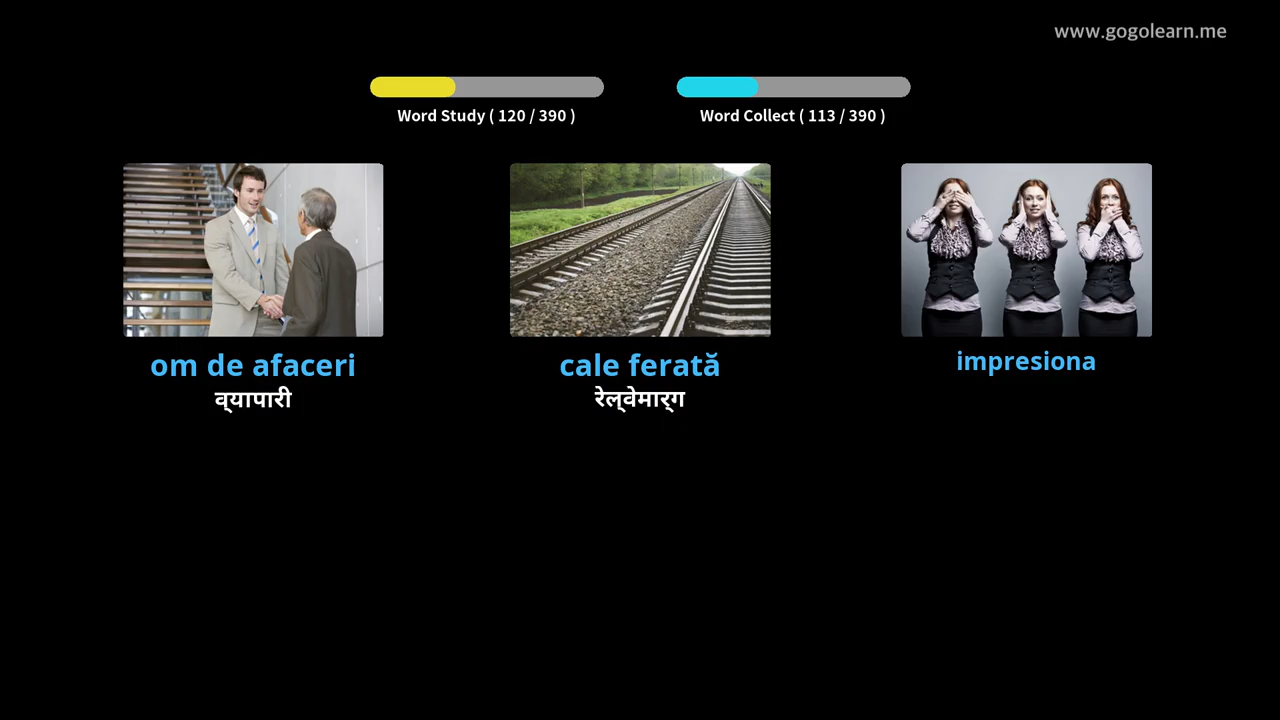 www.gogolearn.me
Word Study ( 120 / 390 )
Word Collect ( 113 / 390 )
om de afaceri
व्‌यापारी
cale ferată
रेल्‌वेमार्‌ग
impresiona